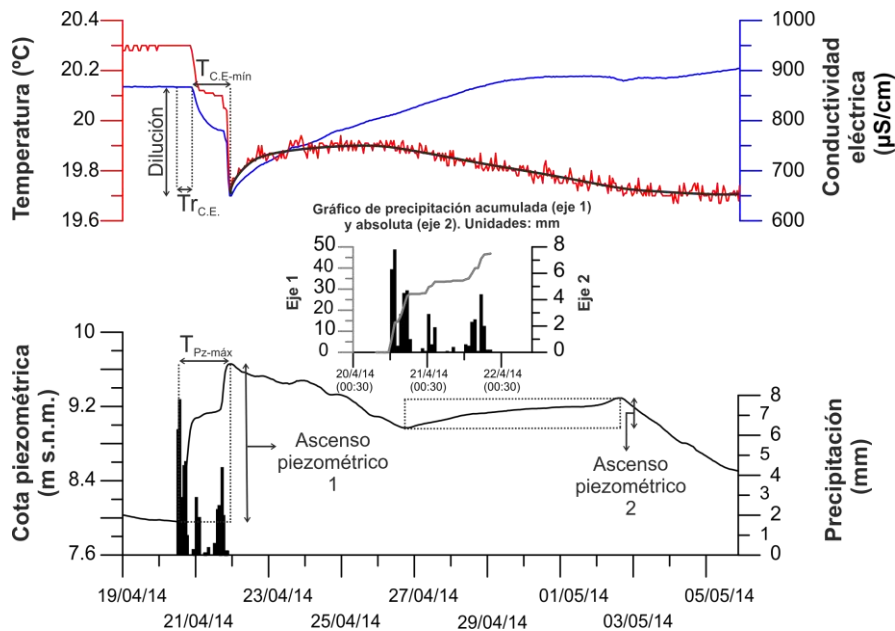 20.4
20.2
20
19.8
19.6
Temperatura (ºC)
1000
900
800
700
600
Conductividad
eléctrica
(µS/cm)
T C.E-mín
Dilución
Tr C.E.
Gráfico de precipitación acumulada (eje 1)
y absoluta (eje 2). Unidades: mm
50
40
30
20
10
0
Eje 1
8
6
4
2
0
Eje 2
20/4/14
(00:30)
21/4/14
(00:30)
22/4/14
(00:30)
10
9.2
8.4
7.6
Cota piezométrica
(m s.n.m.)
T Pz-máx
Ascenso
piezométrico
1
Ascenso
piezométrico
2
8
7
6
5
4
3
2
1
0
Precipitación
(mm)
19/04/14
21/04/14
23/04/14
25/04/14
27/04/14
29/04/14
01/05/14
03/05/14
05/05/14